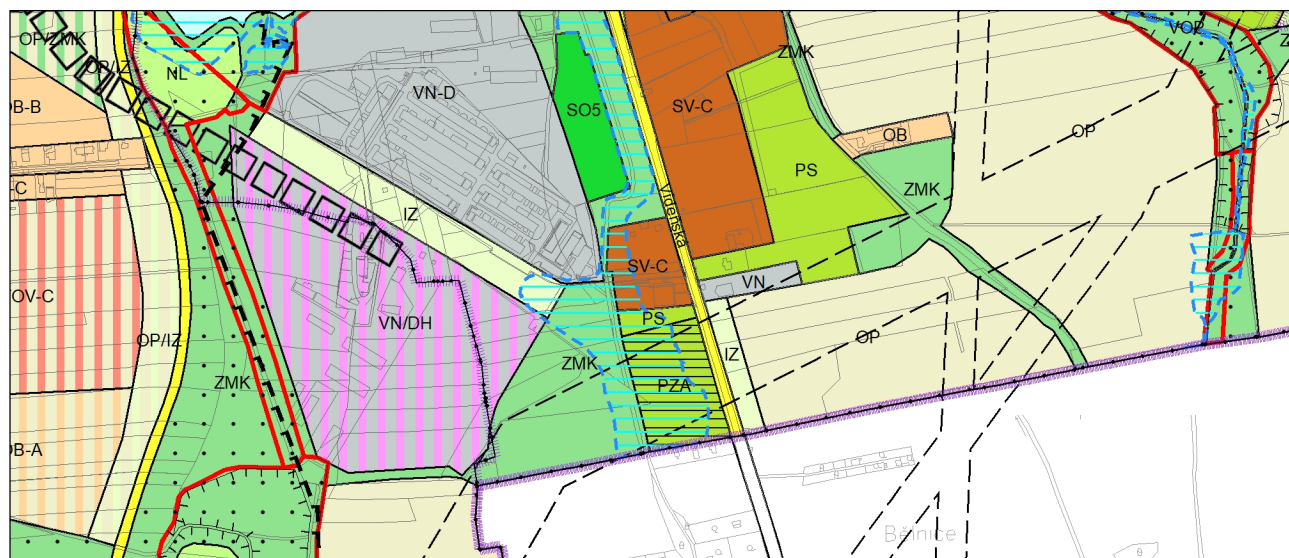 OP/ZMK
OP/IZ
NL
VN-D
SO5
SV-C
ZMK
VOP
OB-B
OB
OP
PS
ZMK
IZ
Vídeňská
SV-C
VN
OV-C
OP/IZ
VN/DH
PS
ZMK
IZ
OP
ZMK
PZA
OB-A
Bělnice